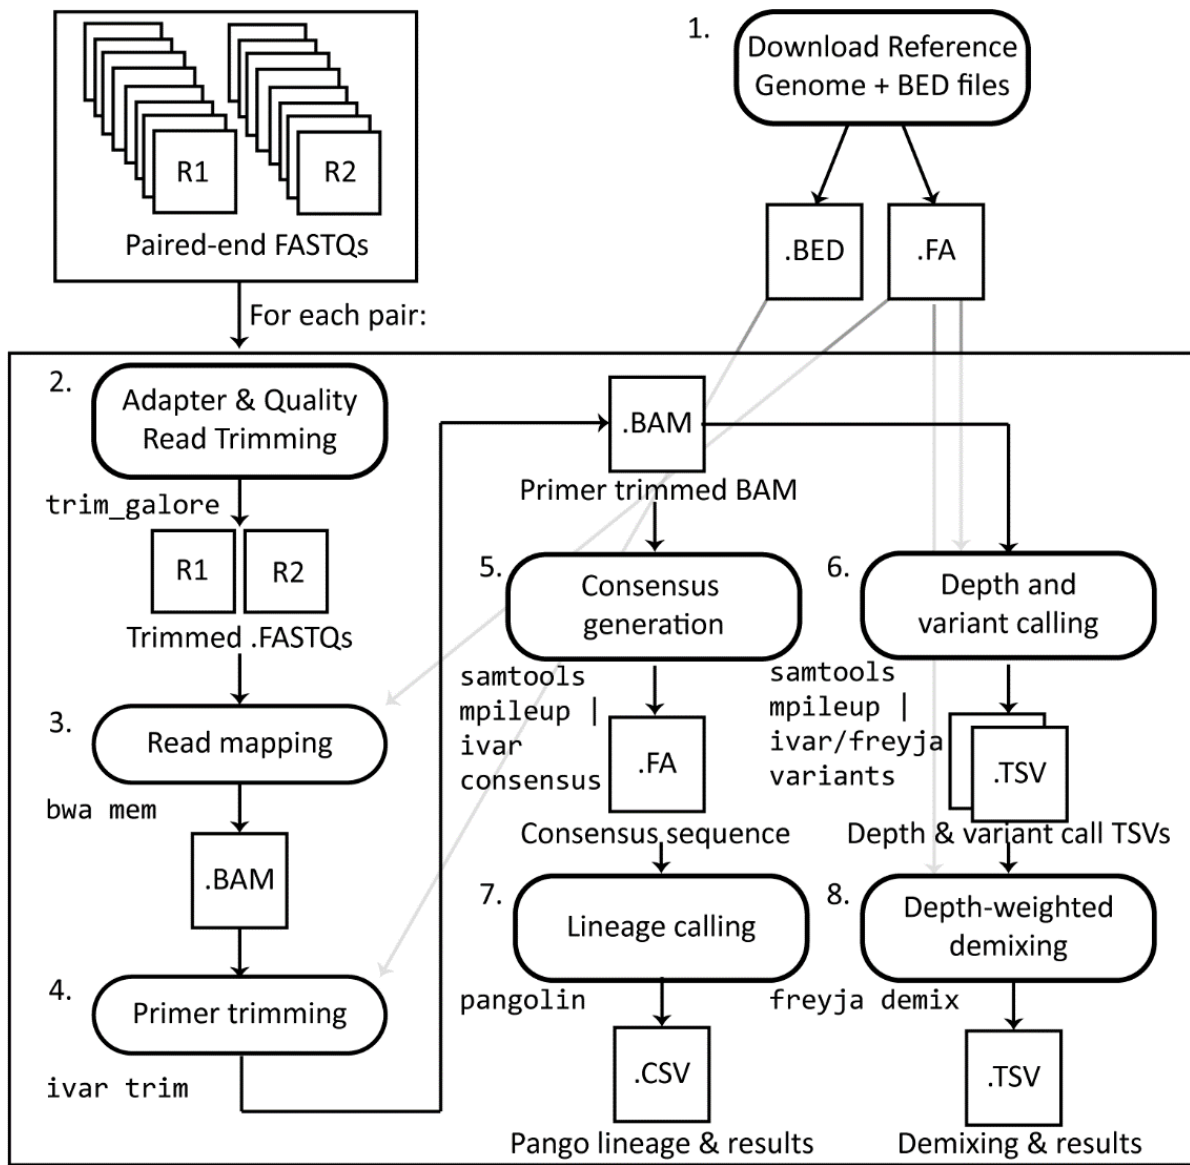 R1
R2
Paired-end FASTQs
For each pair:
1.
Download Reference
Genome + BED files
.BED
.FA
2.
Adapter & Quality
Read Trimming
trim_galore
R1
R2
Trimmed .FASTQs
3.
Read mapping
bwa mem
.BAM
4.
Primer trimming
ivar trim
.BAM
Primer trimmed BAM
5.
Consensus
generation
samtools
mpileup |
ivar
consensus
.FA
Consensus sequence
6.
Depth and
variant calling
samtools
mpileup |
ivar/freyja
variants
.TSV
Depth & variant call TSVs
7.
Lineage calling
pangolin
.CSV
Pango lineage & results
8.
Depth-weighted
demixing
freyja demix
.TSV
Demixing & results